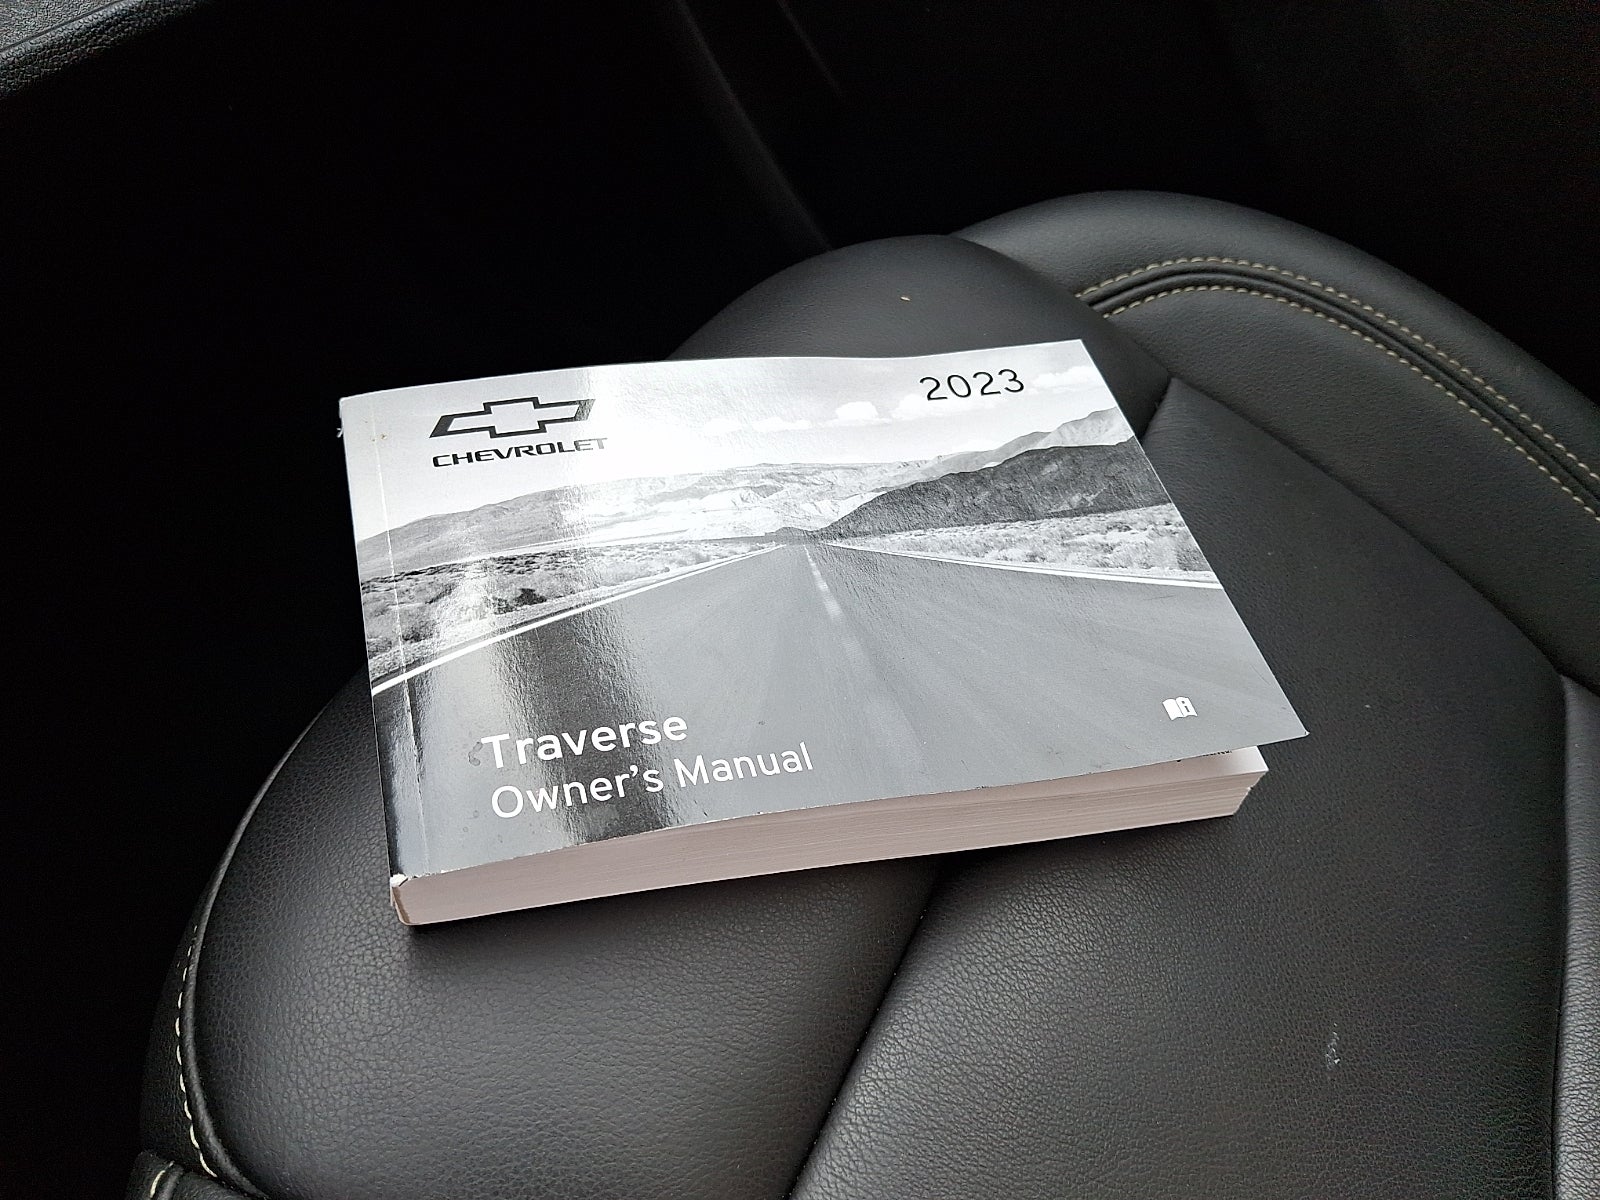 CHEVROLET
2023
Traverse
Owner's Manual